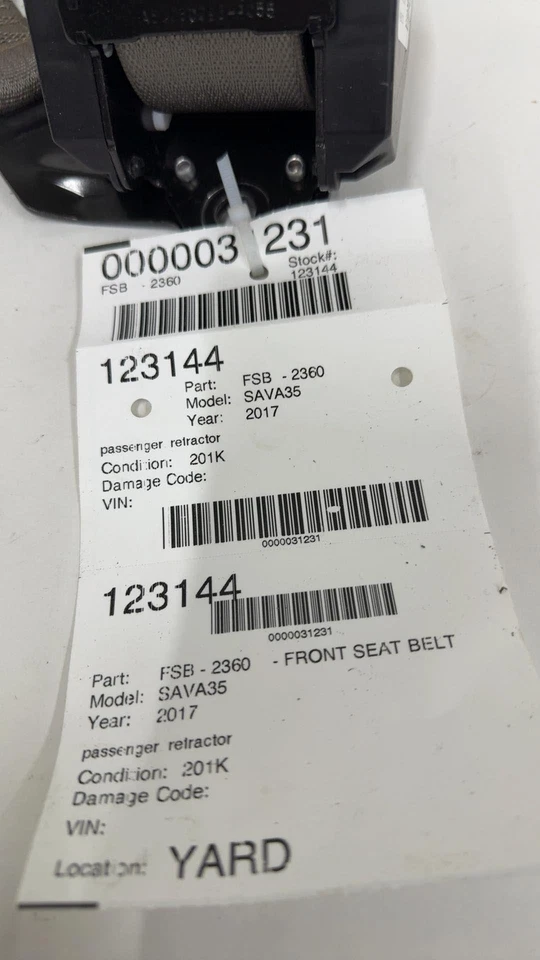 0000031231
FSB - 2360
Stock#:
123144
123144
Part: FSB - 2360
Model: SAVA35
Year: 2017
passenger retractor
Condition: 201K
Damage Code:
VIN:
0000031231
123144
0000031231
Part: FSB - 2360 - FRONT SEAT BELT
Model: SAVA35
Year: 2017
passenger retractor
Condition: 201K
Damage Code:
VIN:
Location: YARD